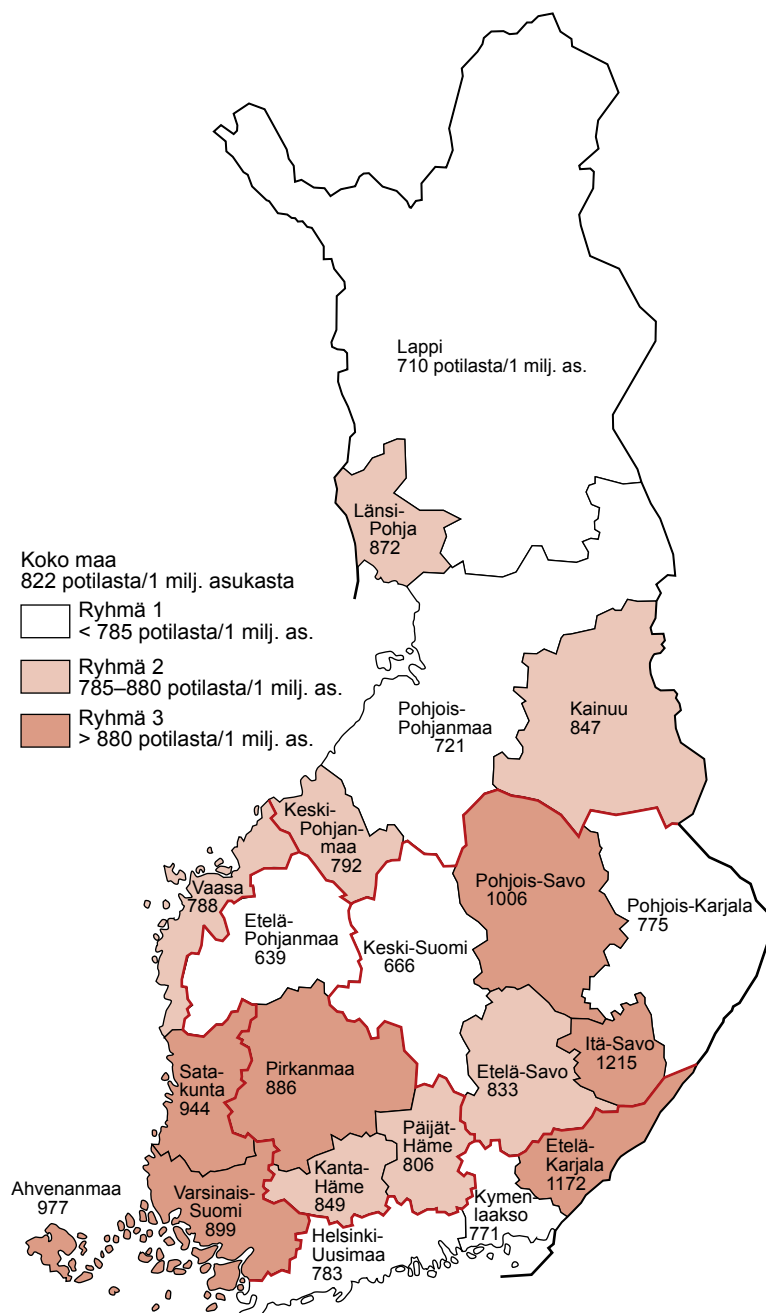 Lappi
710 potilasta/1 milj. as.
Länsi-
Pohja
872
Koko maa
822 potilasta/1 milj. asukasta
Ryhmä 1
< 785 potilasta/1 milj. as.
Ryhmä 2
785–880 potilasta/1 milj. as.
Ryhmä 3
> 880 potilasta/1 milj. as.
Pohjois-
Pohjanmaa
721
Kainuu
847
Keski-
Pohjan-
maa
792
Vaasa
788
Etelä-
Pohjanmaa
639
Keski-Suomi
666
Pohjois-Savo
1006
Pohjois-Karjala
775
Sata-
kunta
944
Pirkanmaa
886
Etelä-Savo
833
Itä-Savo
1215
Päijät-
Häme
806
Etelä-
Karjala
1172
Kanta-
Häme
849
Kymen-
laakso
771
Ahvenanmaa
977
Varsinais-
Suomi
899
Helsinki-
Uusimaa
783